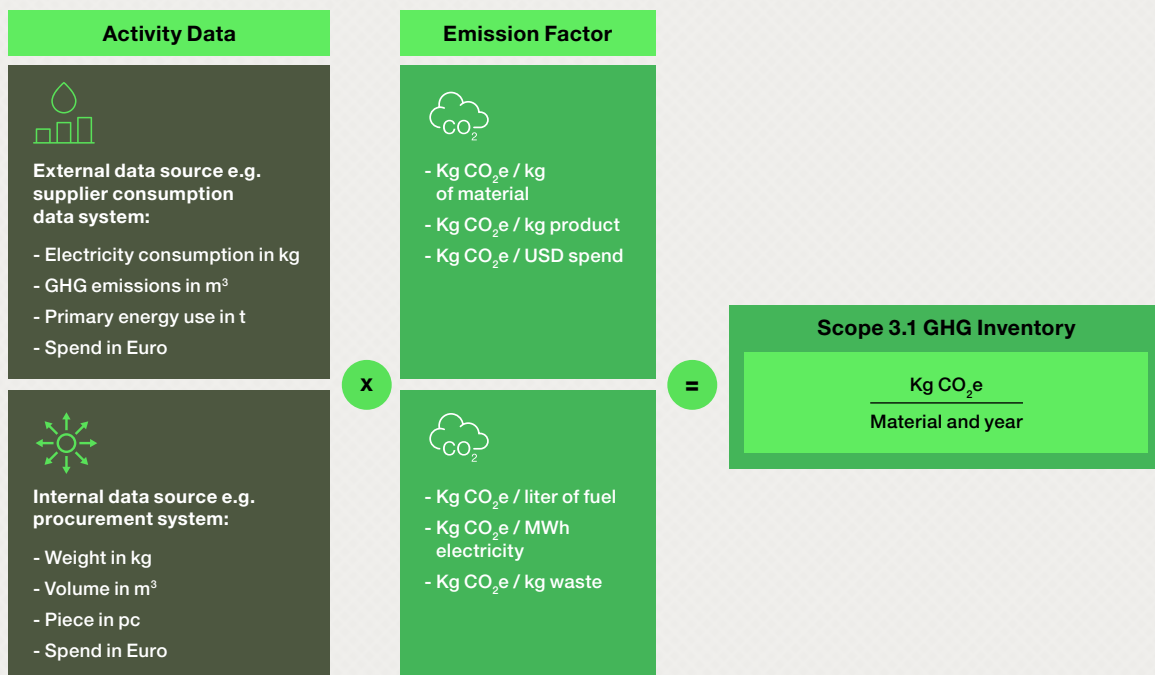 Activity Data
External data source e.g.
supplier consumption
data system:
- Electricity consumption in kg
- GHG emissions in m³
- Primary energy use in t
- Spend in Euro
Internal data source e.g.
procurement system:
- Weight in kg
- Volume in m³
- Piece in pc
- Spend in Euro
x
Emission Factor
CO₂
- Kg CO₂e / kg
of material
- Kg CO₂e / kg product
- Kg CO₂e / USD spend
CO₂
- Kg CO₂e / liter of fuel
- Kg CO₂e / MWh
electricity
- Kg CO₂e / kg waste
=
Scope 3.1 GHG Inventory
Kg CO₂e
Material and year